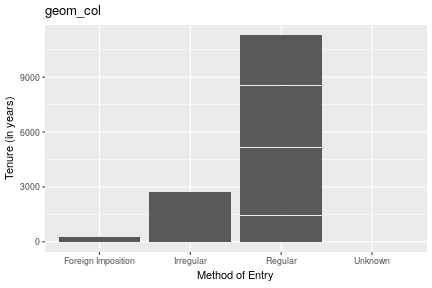 geom_col
Tenure (in years)
9000
6000
3000
0
Foreign Imposition
Irregular
Regular
Unknown
Method of Entry